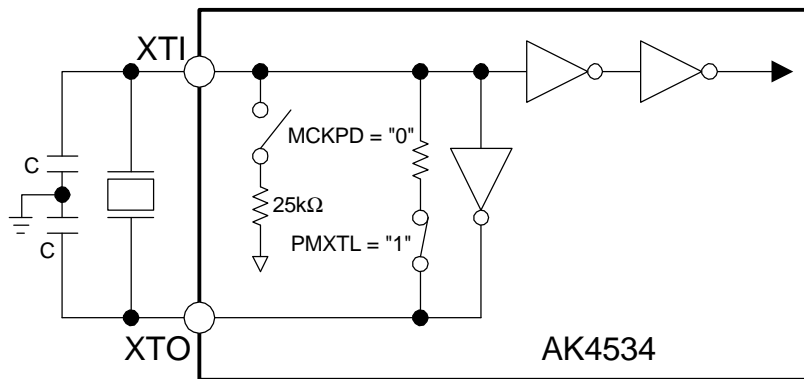 XTI
MCKPD = "0"
C
25kΩ
PMXTL = "1"
C
XTO
AK4534